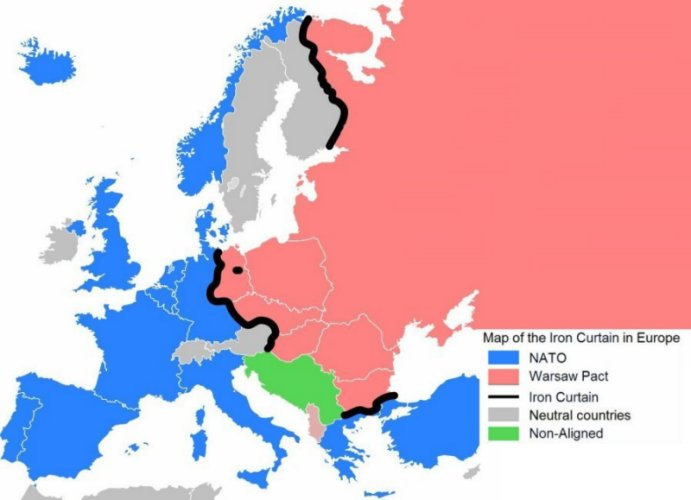 Map of the Iron Curtain in Europe
NATO
Warsaw Pact
Iron Curtain
Neutral countries
Non-Aligned